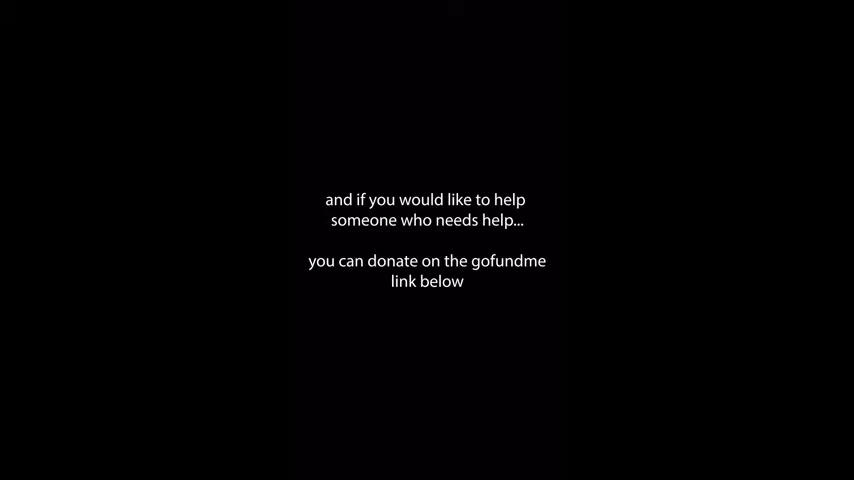 and if you would like to help
someone who needs help...
you can donate on the gofundme
link below